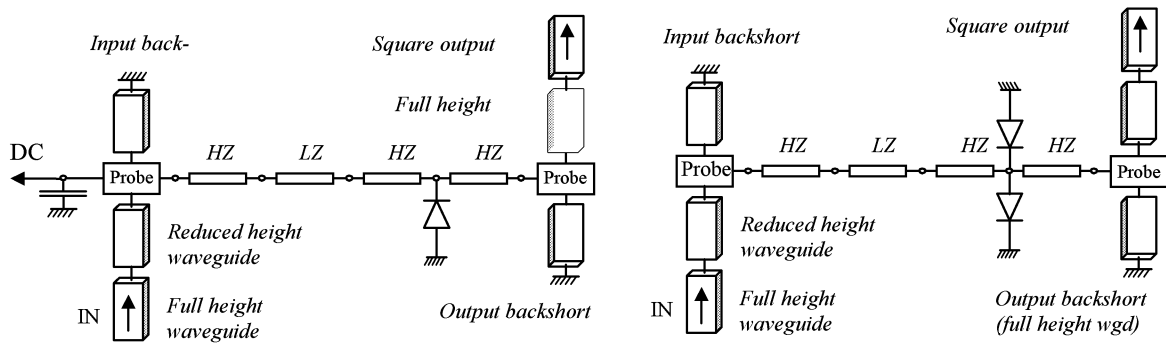 Input back-
Square output
Full height
DC
HZ
LZ
HZ
HZ
Probe
Probe
Reduced height
waveguide
IN
Full height
waveguide
Output backshort
Input backshort
Square output
HZ
LZ
HZ
HZ
Probe
Probe
Reduced height
waveguide
IN
Full height
waveguide
Output backshort
(full height wgd)